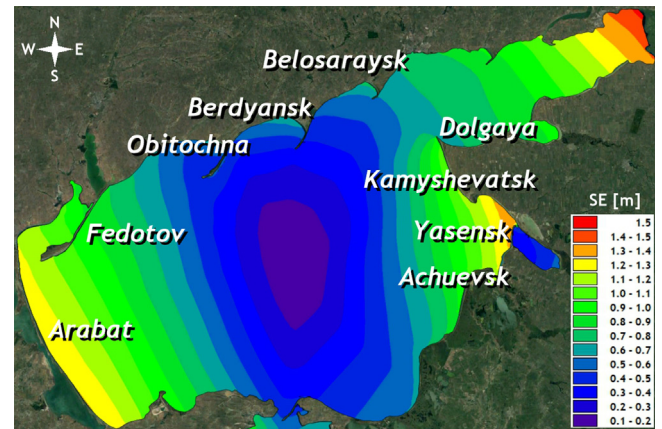 N
W E
S
Belosaraysk
Berdyansk
Obitochna
Dolgaya
Kamyshevatsk
Fedotov
Yasensk
Achuevsk
Arabat
SE [m]
1.5
1.4 - 1.5
1.3 - 1.4
1.2 - 1.3
1.1 - 1.2
1.0 - 1.1
0.9 - 1.0
0.8 - 0.9
0.7 - 0.8
0.6 - 0.7
0.5 - 0.6
0.4 - 0.5
0.3 - 0.4
0.2 - 0.3
0.1 - 0.2